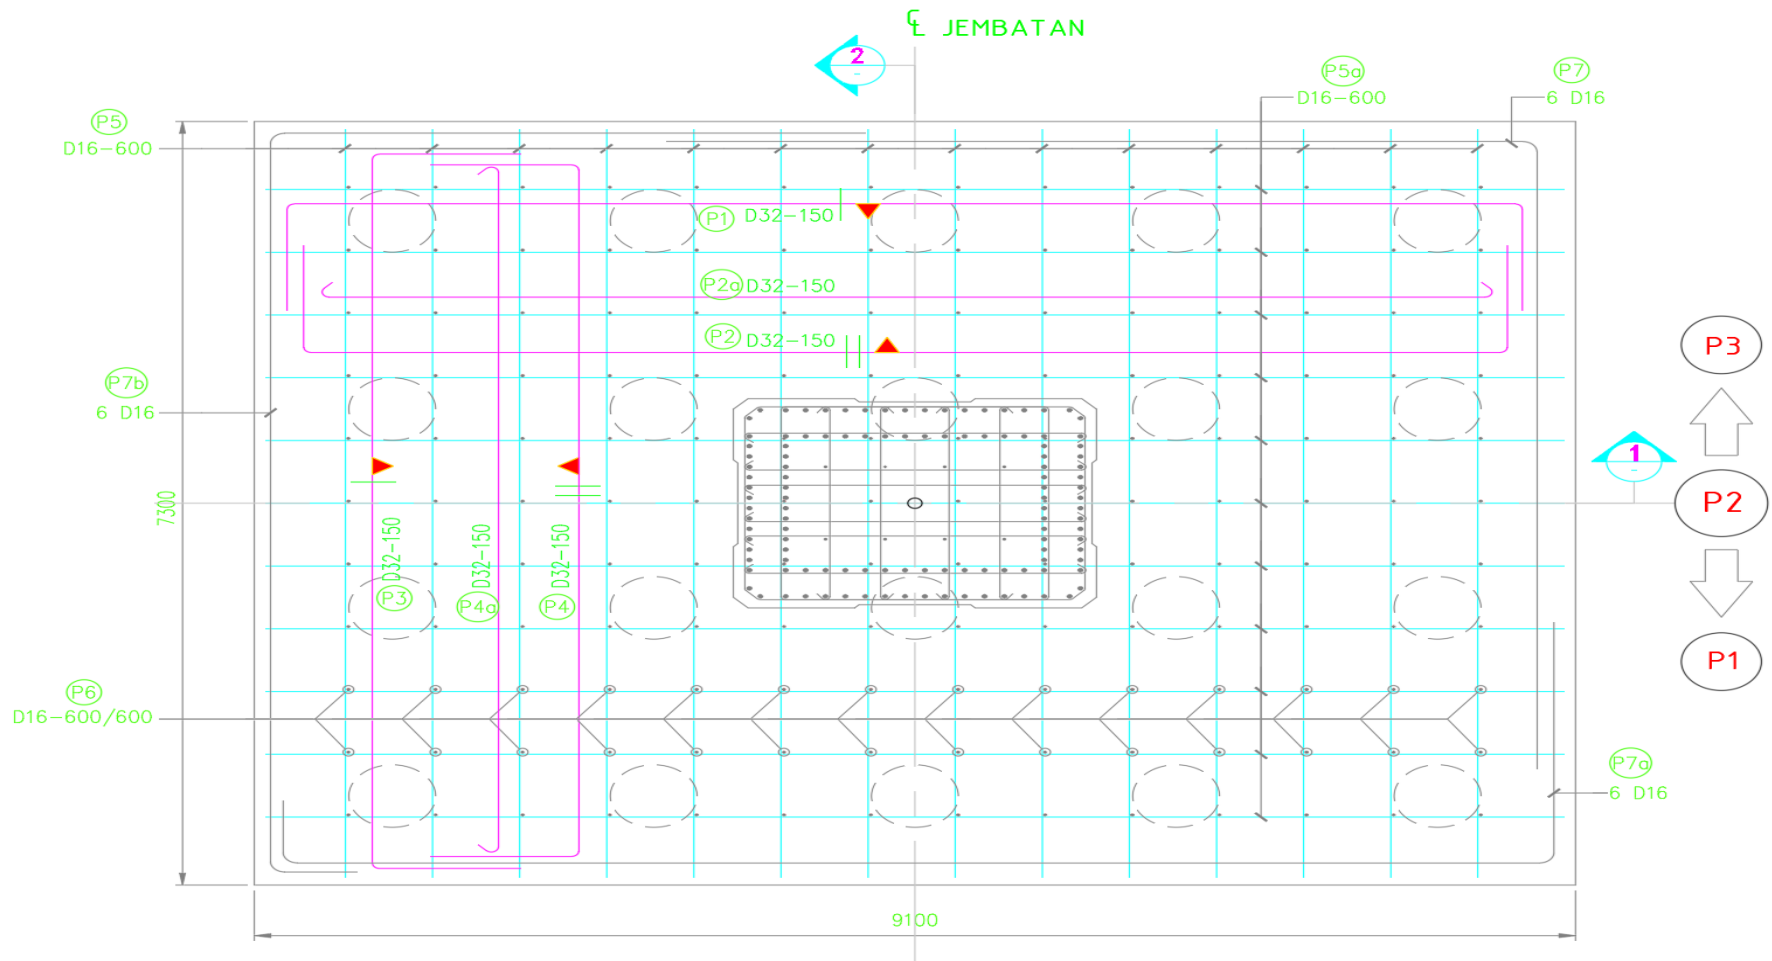 ℄ JEMBATAN
2
-
P5a
D16-600
P7
6 D16
P5
D16-600
P1 D32-150
P2a D32-150
P2 D32-150
P3
P7b
6 D16
1
-
P2
7300
D32-150
P3
D32-150
P4a
D32-150
P4
P1
P6
D16-600/600
P7a
6 D16
9100